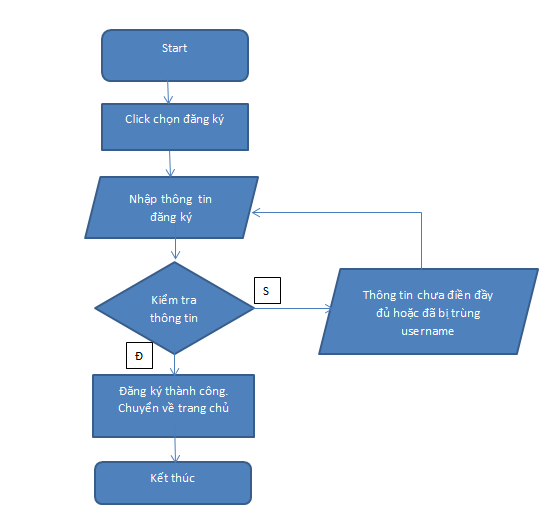 Start
Click chọn đăng ký
Nhập thông tin
đăng ký
Kiểm tra
thông tin
S
Thông tin chưa điền đầy
đủ hoặc đã bị trùng
username
Đ
Đăng ký thành công.
Chuyển về trang chủ
Kết thúc